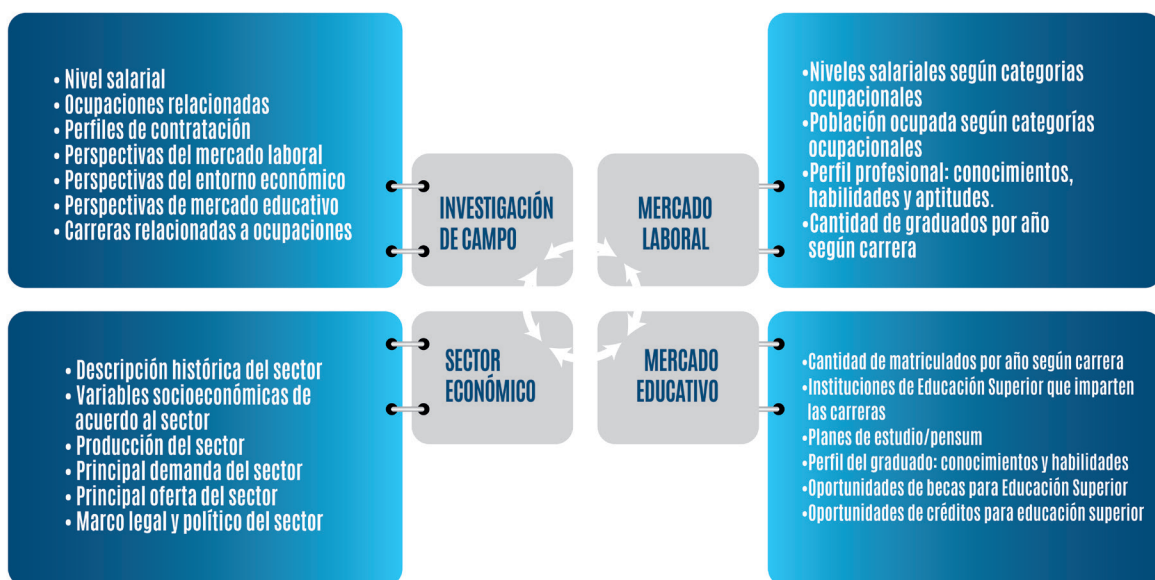 • Nivel salarial
• Ocupaciones relacionadas
• Perfiles de contratación
• Perspectivas del mercado laboral
• Perspectivas del entorno económico
• Perspectivas de mercado educativo
• Carreras relacionadas a ocupaciones
INVESTIGACIÓN
DE CAMPO
MERCADO
LABORAL
•Niveles salariales según categorias
ocupacionales
•Población ocupada según categorías
ocupacionales
•Perfil profesional: conocimientos,
habilidades y aptitudes.
•Cantidad de graduados por año
según carrera
• Descripción histórica del sector
• Variables socioeconómicas de
acuerdo al sector
• Producción del sector
• Principal demanda del sector
• Principal oferta del sector
• Marco legal y político del sector
SECTOR
ECONÓMICO
MERCADO
EDUCATIVO
•Cantidad de matriculados por año según carrera
•Instituciones de Educación Superior que imparten
las carreras
•Planes de estudio/pensum
•Perfil del graduado: conocimientos y habilidades
•Oportunidades de becas para Educación Superior
•Oportunidades de créditos para educación superior